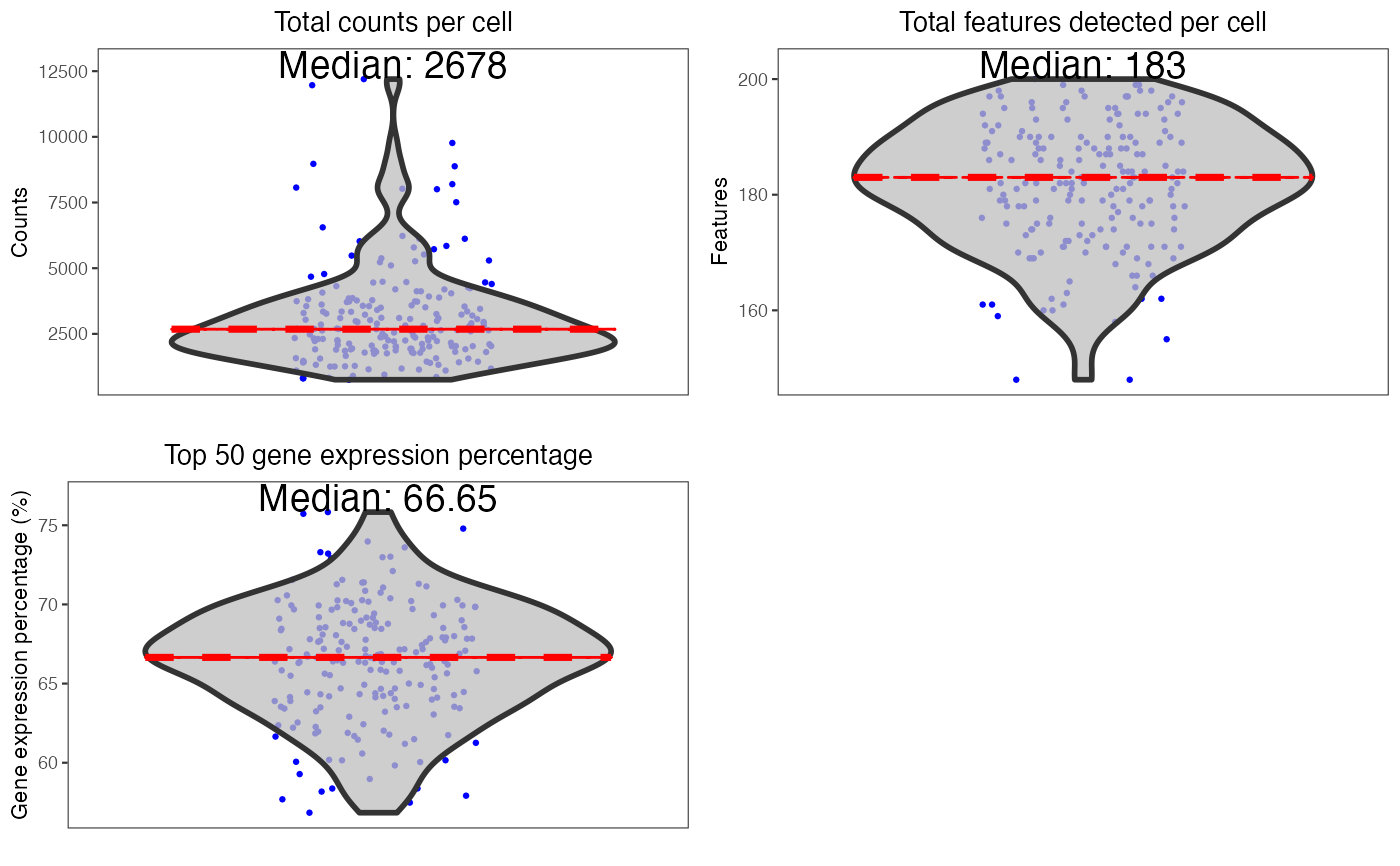 Total counts per cell
Median: 2678
12500
10000
7500
5000
2500
Counts
Total features detected per cell
Median: 183
200
180
160
Features
Top 50 gene expression percentage
Median: 66.65
75
70
65
60
Gene expression percentage (%)